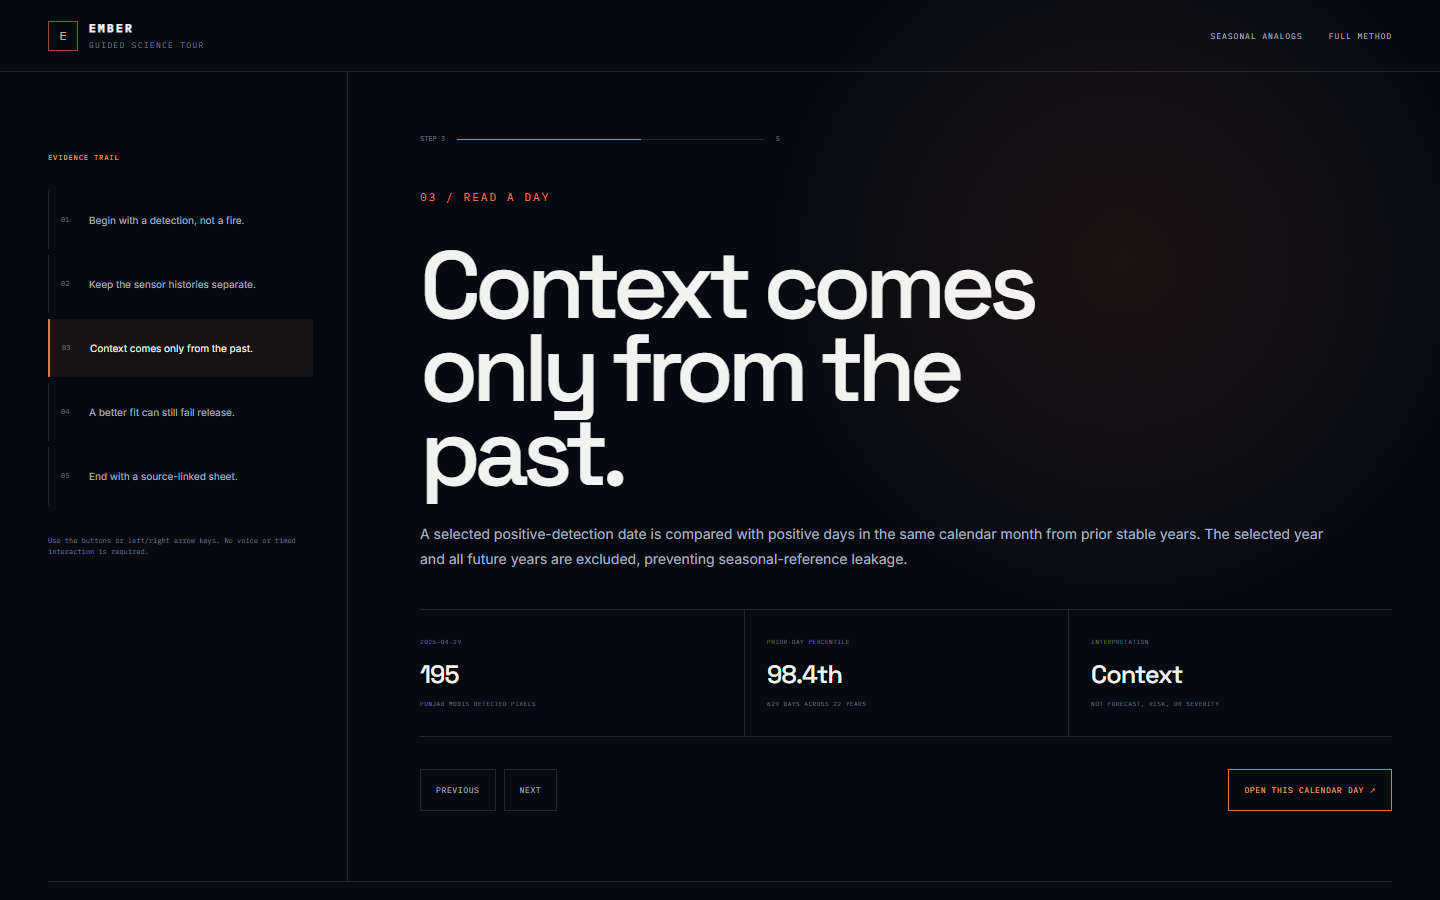 E
EMBER
GUIDED SCIENCE TOUR
SEASONAL ANALOGS
FULL METHOD
EVIDENCE TRAIL
01 Begin with a detection, not a fire.
02 Keep the sensor histories separate.
03 Context comes only from the past.
04 A better fit can still fail release.
05 End with a source-linked sheet.
Use the buttons or left/right arrow keys. No voice or timed
interaction is required.
STEP 3
5
03 / READ A DAY
Context comes
only from the
past.
A selected positive-detection date is compared with positive days in the same calendar month from prior stable years. The selected year
and all future years are excluded, preventing seasonal-reference leakage.
2025-04-29
195
PUNJAB MODIS DETECTED PIXELS
PRIOR-DAY PERCENTILE
98.4th
629 DAYS ACROSS 22 YEARS
INTERPRETATION
Context
NOT FORECAST, RISK, OR SEVERITY
PREVIOUS
NEXT
OPEN THIS CALENDAR DAY ↗